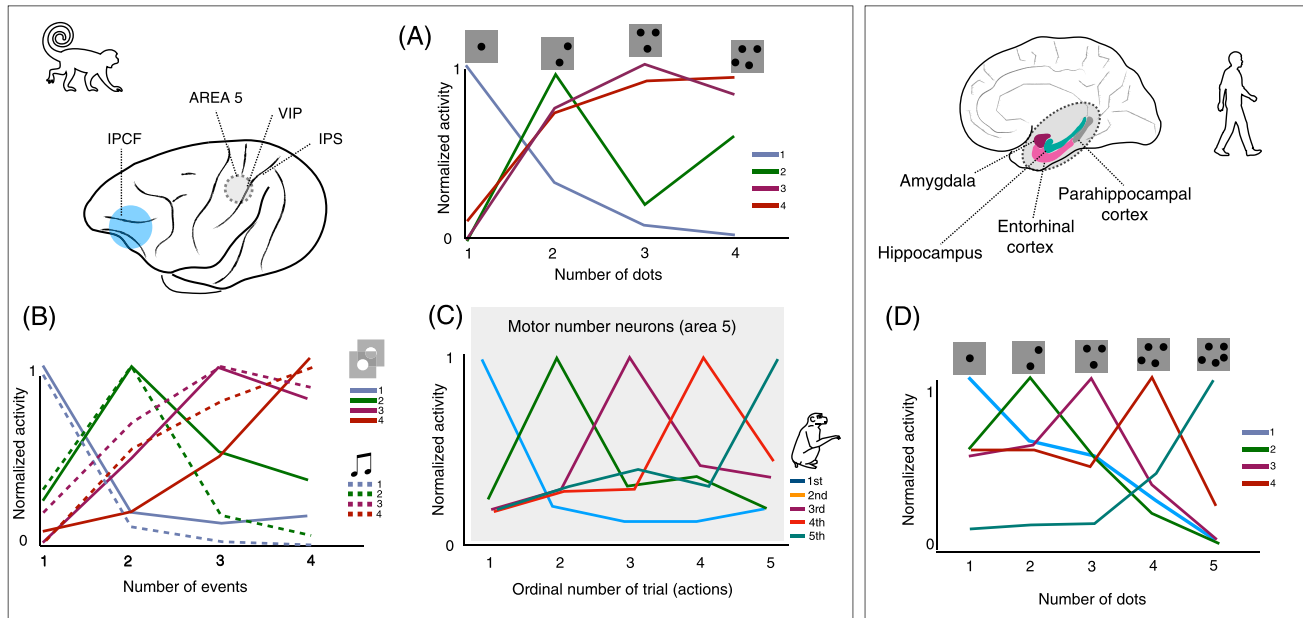 AREA 5
VIP
IPS
lPCF
(A)
Normalized activity
1
0
1
2
3
4
Number of dots
1
2
3
4
(B)
Normalized activity
1
0
1
2
3
4
Number of events
1
2
3
4
1
2
3
4
(C)
Motor number neurons (area 5)
Normalized activity
1
0
1
2
3
4
5
Ordinal number of trial (actions)
1st
2nd
3rd
4th
5th
Amygdala
Hippocampus
Entorhinal
cortex
Parahippocampal
cortex
(D)
Normalized activity
1
0
1
2
3
4
5
Number of dots
1
2
3
4